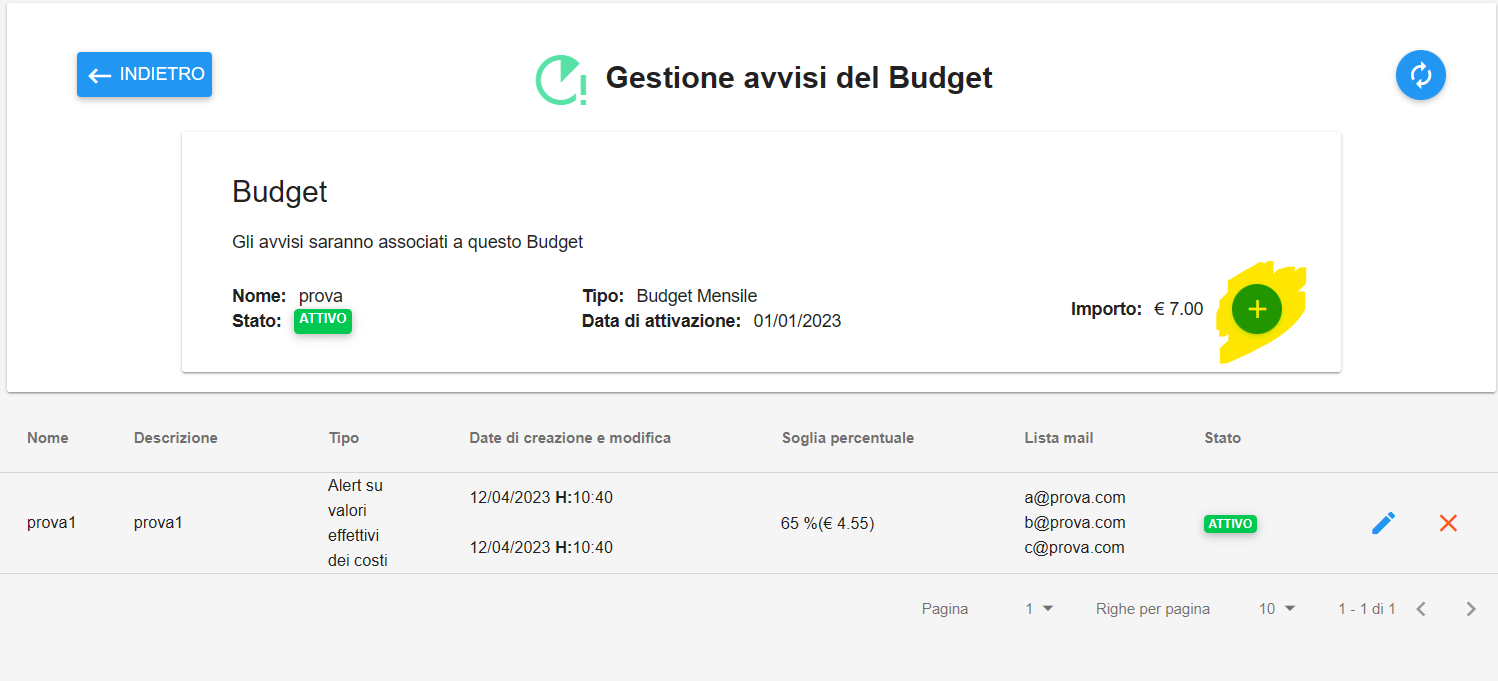 INDIETRO
Gestione avvisi del Budget
Budget
Gli avvisi saranno associati a questo Budget
Nome: prova Tipo: Budget Mensile
Importo: € 7.00
Stato: ATTIVO Data di attivazione: 01/01/2023
Nome Descrizione Tipo Date di creazione e modifica Soglia percentuale Lista mail Stato
prova1
prova1
Alert su
valori
effettivi
dei costi
12/04/2023 H:10:40
12/04/2023 H:10:40
65 %(€ 4.55)
a@prova.com
b@prova.com
c@prova.com
ATTIVO
Pagina 1 Righe per pagina 10 1 - 1 di 1